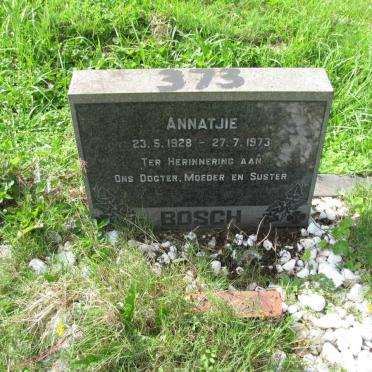 373
ANNATJIE
23.5.1928 - 27.7.1973
TER HERINNERING AAN
ONS DOGTER, MOEDER EN SUSTER
BOSCH